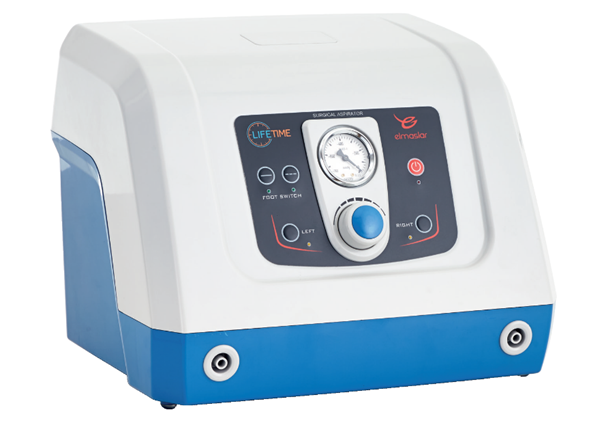 SURGICAL ASPIRATOR
LIFETIME
elmaslar
FOOT SWITCH
LEFT
RIGHT